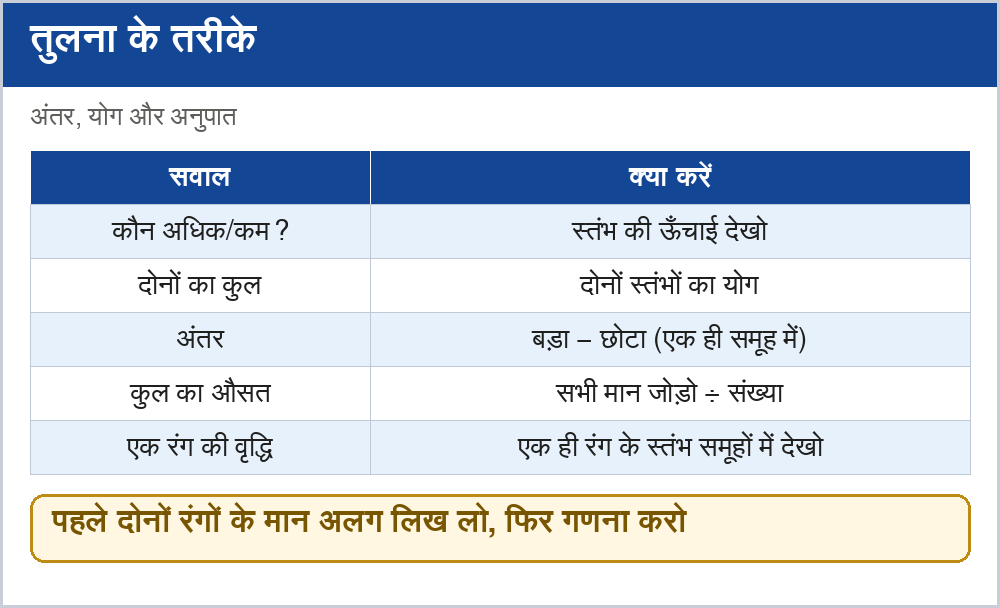 तुलना के तरीके
अंतर, योग और अनुपात
सवाल क्या करें
कौन अधिक/कम ? स्तंभ की ऊँचाई देखो
दोनों का कुल दोनों स्तंभों का योग
अंतर बड़ा – छोटा (एक ही समूह में)
कुल का औसत सभी मान जोड़ो ÷ संख्या
एक रंग की वृद्धि एक ही रंग के स्तंभ समूहों में देखो
पहले दोनों रंगों के मान अलग लिख लो, फिर गणना करो